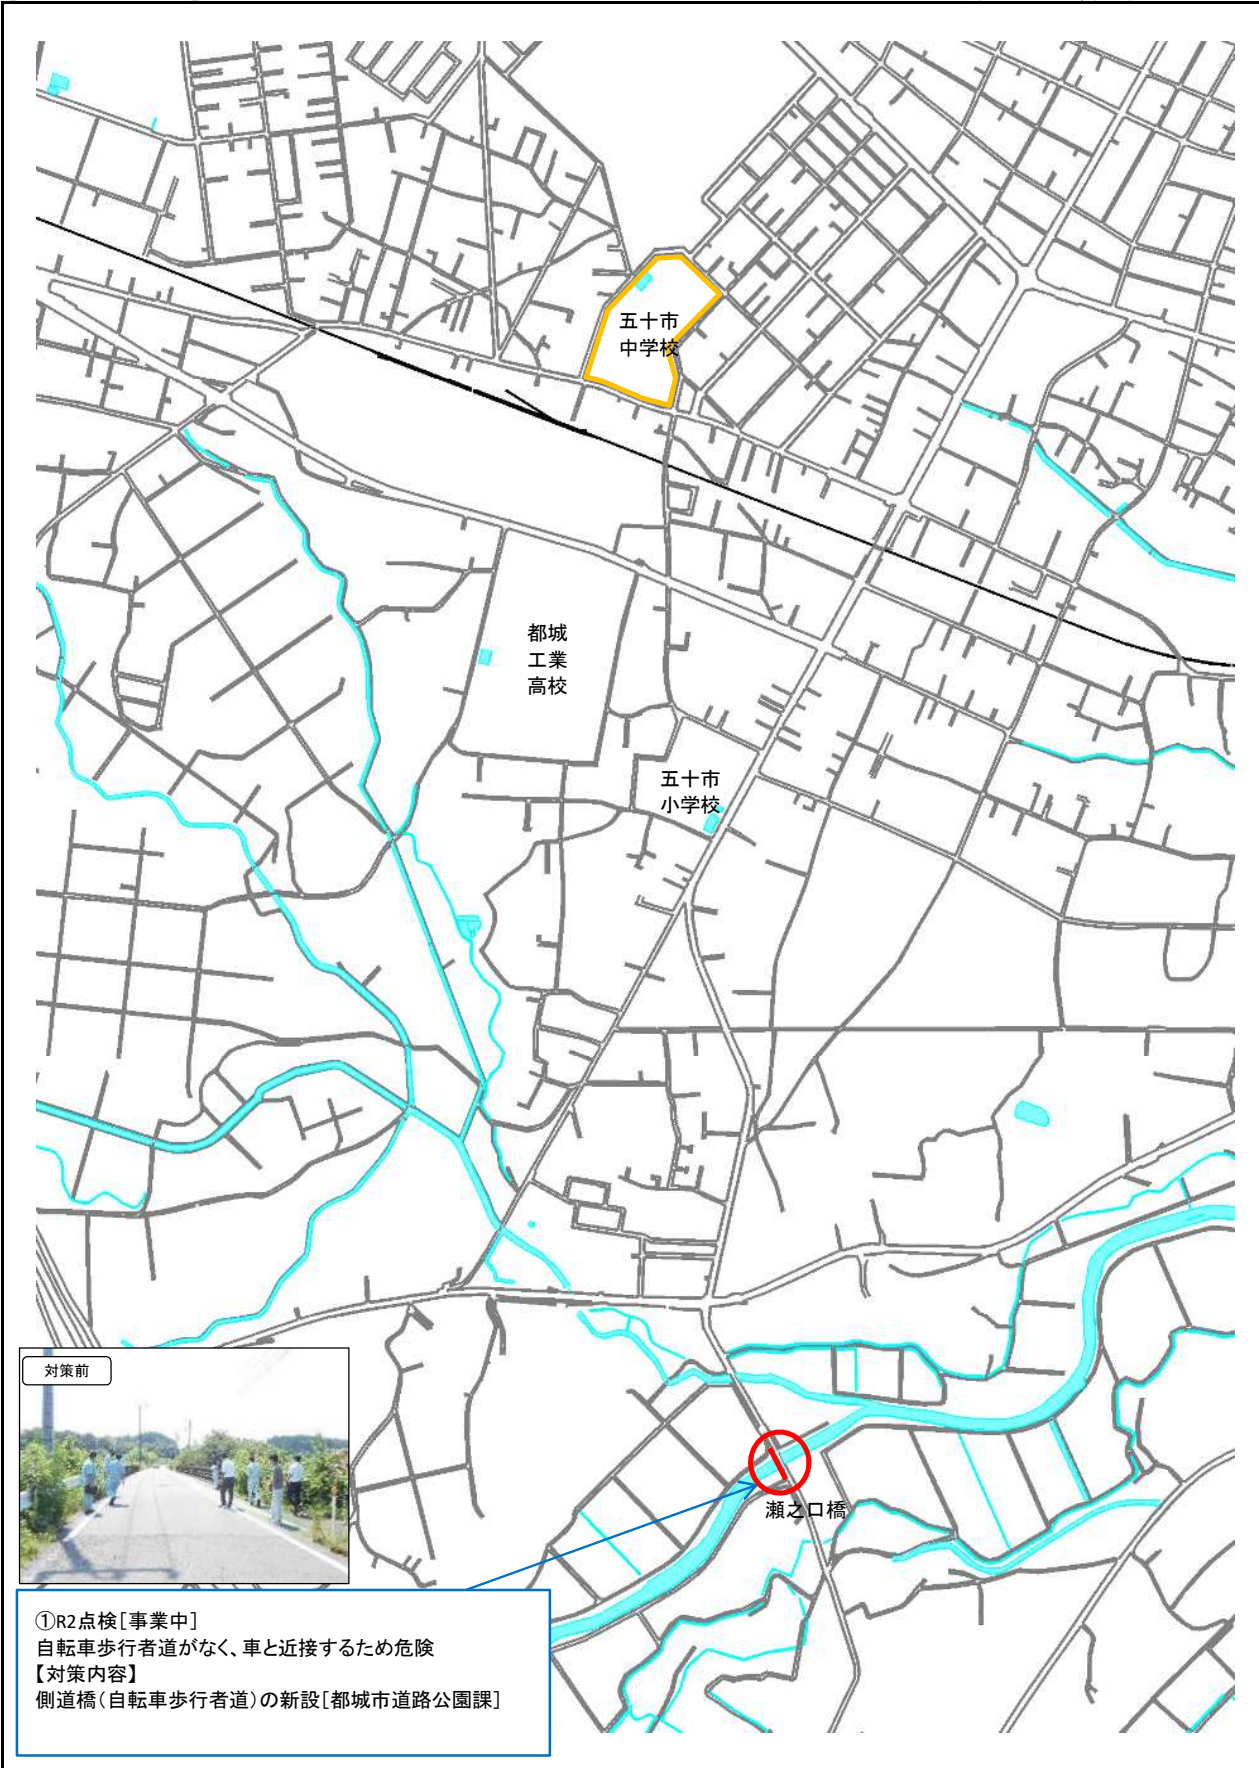 五十市
中学校
都城
工業
高校
五十市
小学校
対策前
瀬之口橋
①R2点検[事業中]
自転車歩行者道がなく、車と近接するため危険
【対策内容】
側道橋(自転車歩行者道)の新設[都城市道路公園課]